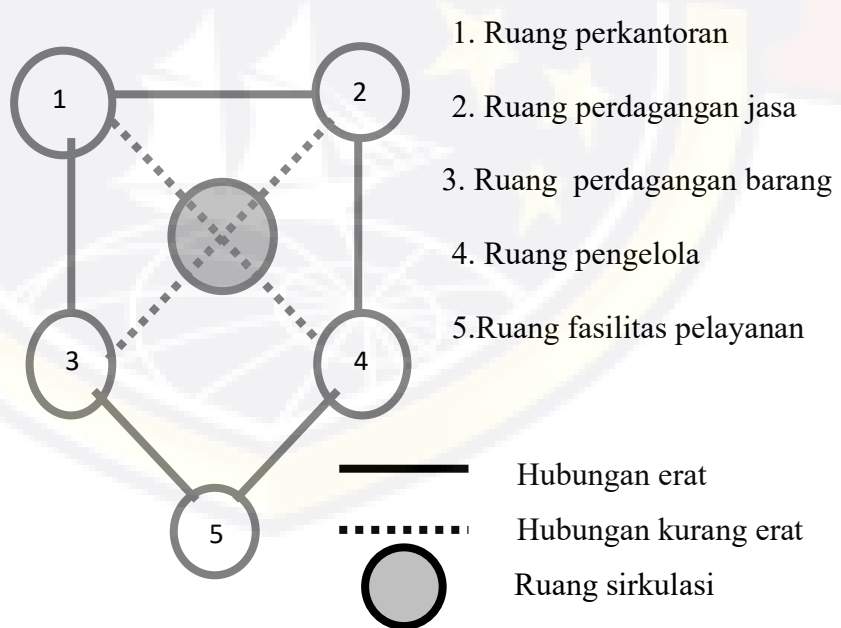 1
2
3
4
5
1. Ruang perkantoran
2. Ruang perdagangan jasa
3. Ruang perdagangan barang
4. Ruang pengelola
5.Ruang fasilitas pelayanan
Hubungan erat
Hubungan kurang erat
Ruang sirkulasi